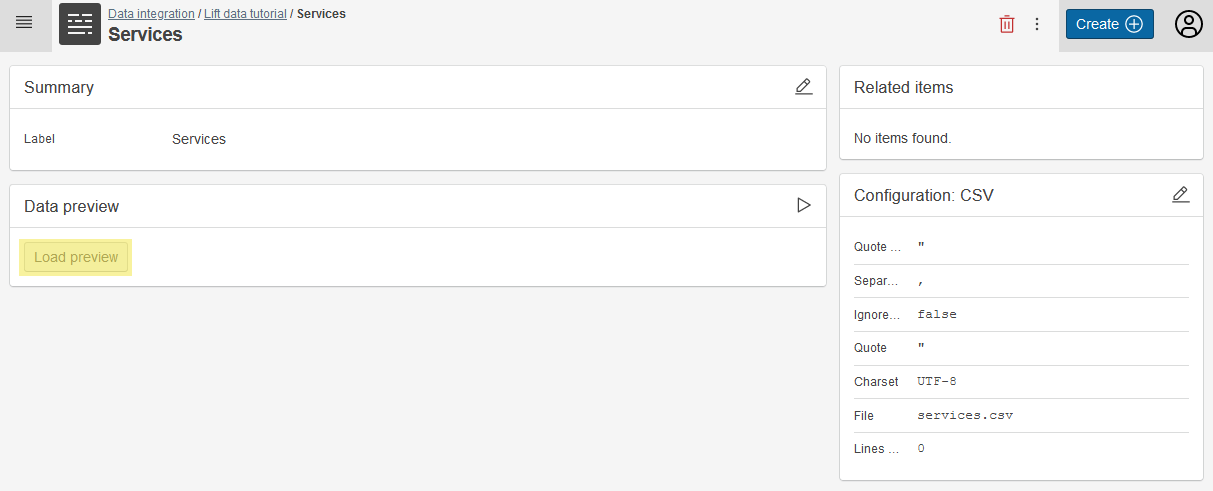 Data integration / Lift data tutorial / Services
Services
Create
Summary
Label Services
Data preview
Load preview
Related items
No items found.
Configuration: CSV
Quote ... "
Separ... ,
Ignore... false
Quote "
Charset UTF-8
File services.csv
Lines ... 0